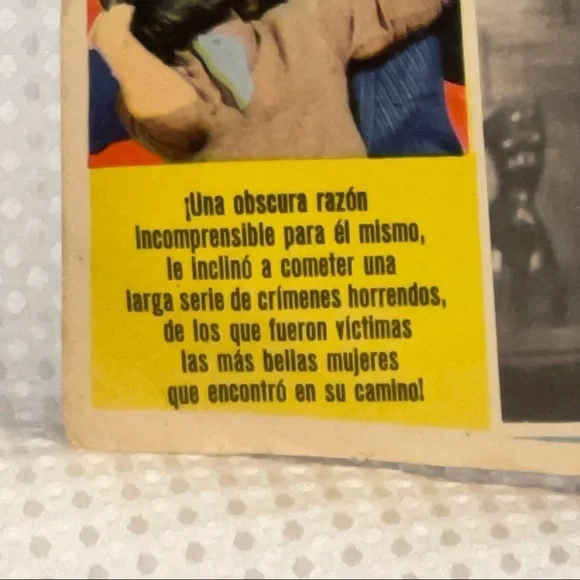 ¡Una obscura razón
incomprensible para él mismo,
le inclinó a cometer una
larga serie de crímenes horrendos,
de los que fueron víctimas
las más bellas mujeres
que encontró en su camino!